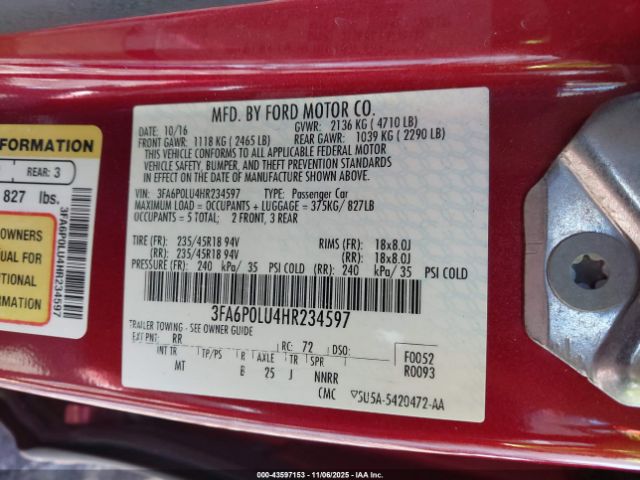 MFD. BY FORD MOTOR CO.
DATE: 10/16 GVWR: 2136 KG ( 4710 LB)
FRONT GAWR: 1118 KG ( 2465 LB) REAR GAWR: 1039 KG ( 2290 LB)
THIS VEHICLE CONFORMS TO ALL APPLICABLE FEDERAL MOTOR
VEHICLE SAFETY, BUMPER, AND THEFT PREVENTION STANDARDS
IN EFFECT ON THE DATE OF MANUFACTURE SHOWN ABOVE.
VIN: 3FA6P0LU4HR234597 TYPE: Passenger Car
MAXIMUM LOAD = OCCUPANTS + LUGGAGE = 375KG/ 827LB
OCCUPANTS = 5 TOTAL; 2 FRONT, 3 REAR
TIRE (FR): 235/45R18 94V RIMS (FR): 18x8.0J
(RR): 235/45R18 94V (RR): 18x8.0J
PRESSURE (FR): 240 kPa/ 35 PSI COLD (RR): 240 kPa/ 35 PSI COLD
3FA6P0LU4HR234597
TRAILER TOWING - SEE OWNER GUIDE
EXT PNT: RR RC: 72 DSO:
INT TR TP/PS R AXLE TR SPR
MT B 25 J NNRR
CMC
F0052
R0093
5U5A-5420472-AA
FORMATION
REAR: 3
827 lbs.
OWNERS
UAL FOR
ITIONAL
ORMATION
3FA6P0LU4HR234597
000-43597153 - 11/06/2025 - IAAI. COM